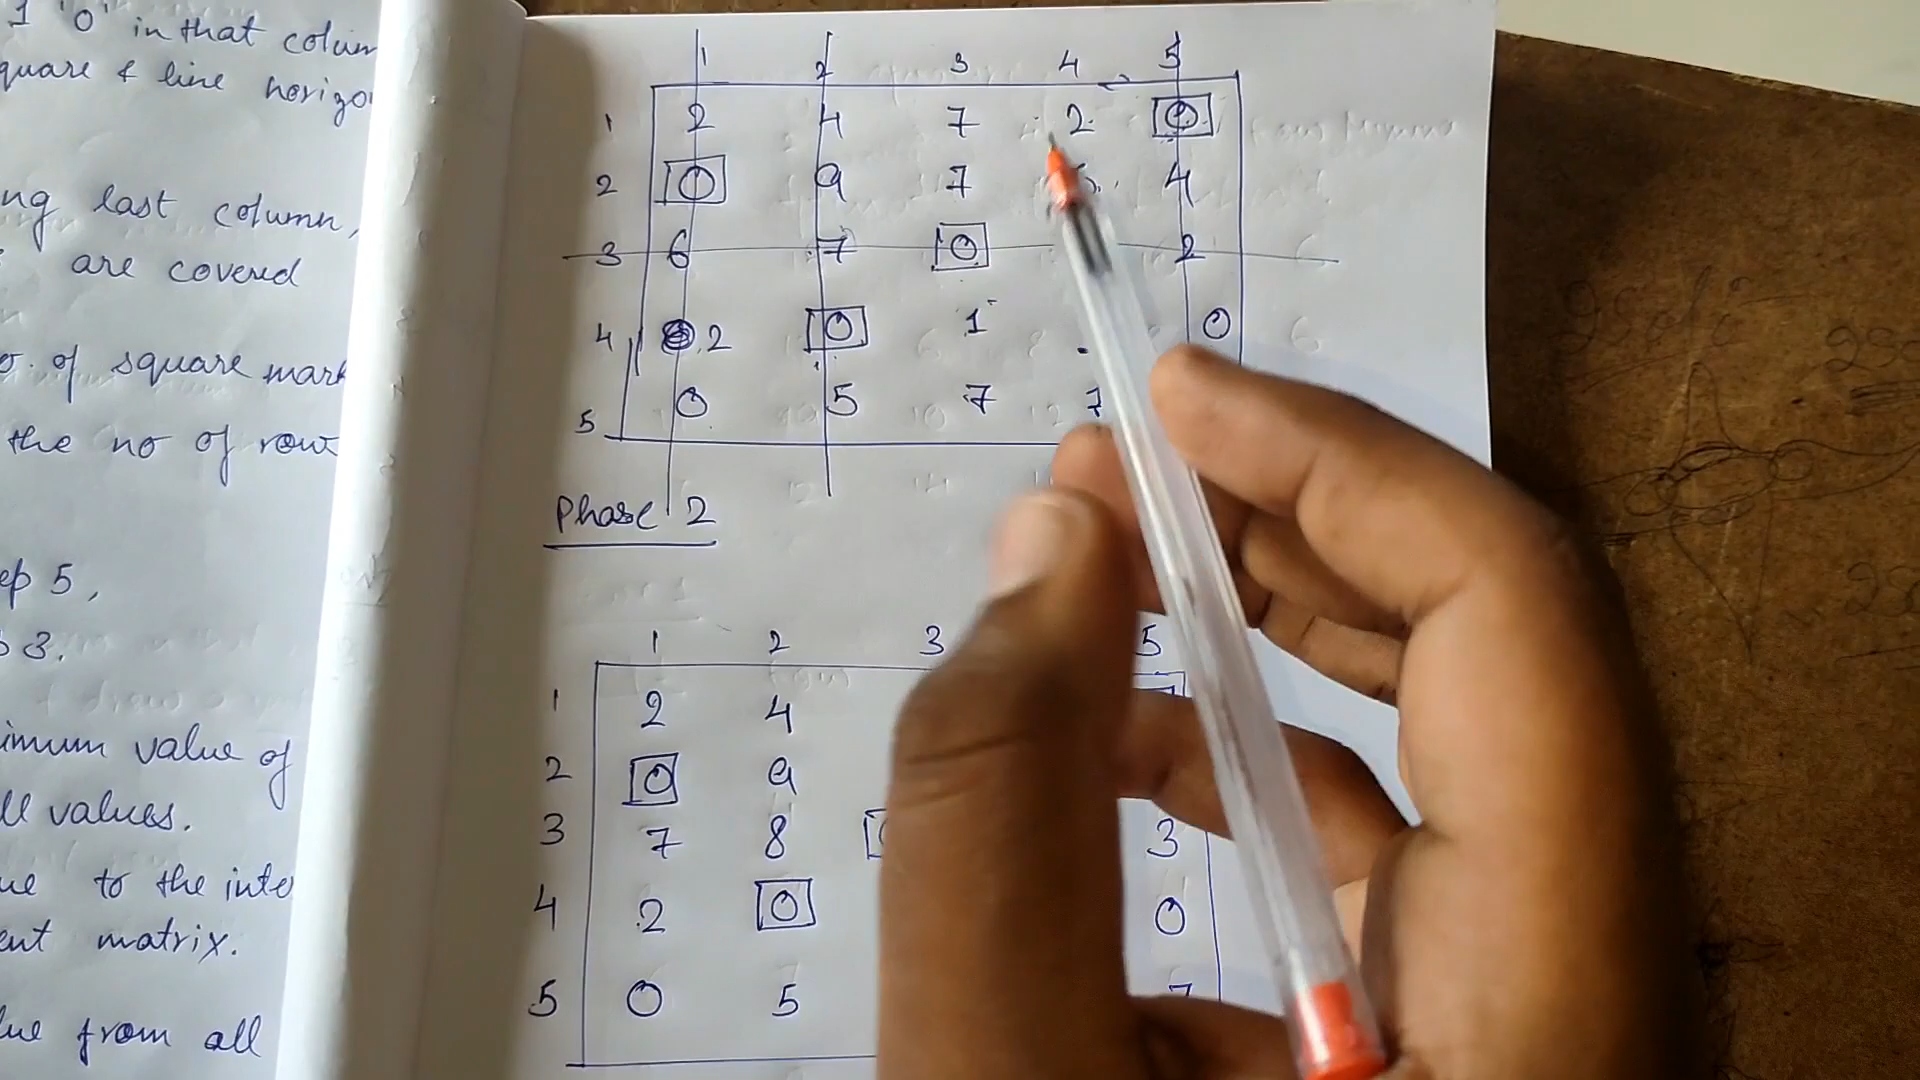 1 'O' in that colum
quare & line horizo
ng last column,
are covered
of square mark
the no of row
ep 5,
3.
imum value of
ll values.
ue to the inte
ent matrix.
lue from all
1 2 3 4 5
1 2 4 7 2 0
2 0 9 7 4
3 6 7 0 2
4 2 0 1 0
5 0 5 7 7
Phase 2
1 2 3 5
1 2 4
2 0 9
3 7 8 3
4 2 0 0
5 0 5 7